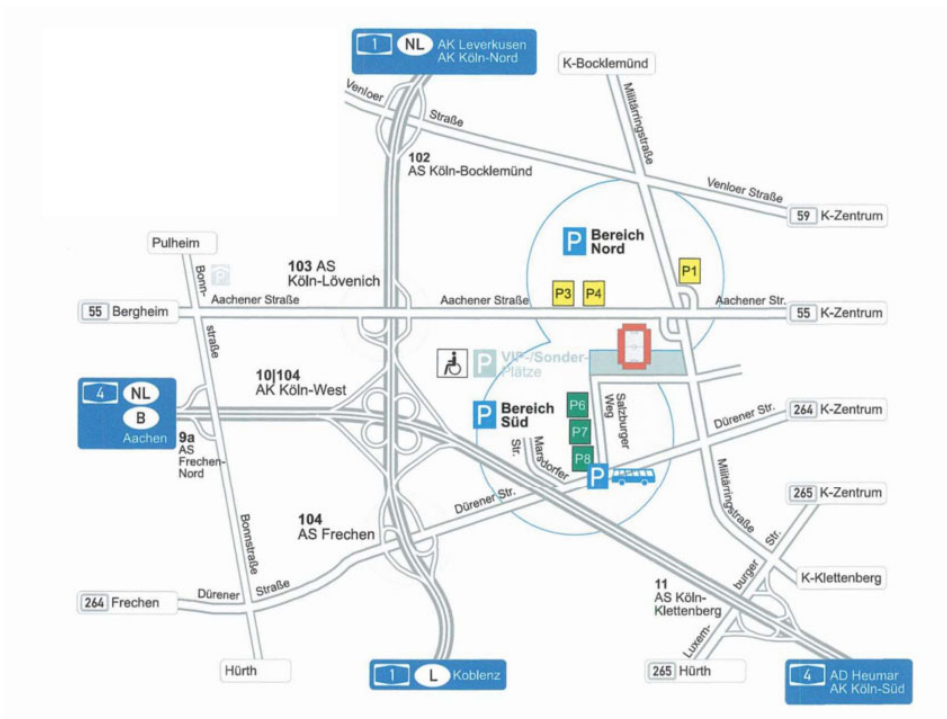 1 NL AK Leverkusen
AK Köln-Nord
K-Bocklemünd
Venloer
Straße
Militärringstraße
102
AS Köln-Bocklemünd
Venloer Straße
59 K-Zentrum
Pulheim
P
Bereich
Nord
Bonn-
straße
103 AS
Köln-Lövenich
P1
P3
P4
Aachener Straße
Aachener Straße
Aachener Str.
55 Bergheim
55 K-Zentrum
P
VIP-/Sonder-
Plätze
10|104
AK Köln-West
4 NL
B
Aachen
P
Bereich
Süd
P6
P7
P8
Salzburger
Weg
Dürener Str.
264 K-Zentrum
9a
AS
Frechen-
Nord
Marsdorfer
Str.
P
Militärringstraße
265 K-Zentrum
Dürener Str.
104
AS Frechen
Bonnstraße
Luxem-
burger
Str.
K-Klettenberg
11
AS Köln-
Klettenberg
264 Frechen
Dürener
Straße
Hürth
1 L Koblenz
265 Hürth
4 AD Heumar
AK Köln-Süd